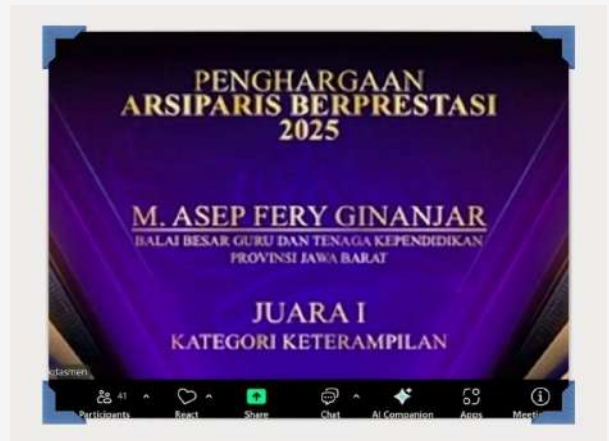 PENGHARGAAN
ARSIPARIS BERPRESTASI
2025
M. ASEP FERY GINANJAR
BALAI BESAR GURU DAN TENAGA KEPENDIDIKAN
PROVINSI JAWA BARAT
JUARA I
KATEGORI KETERAMPILAN
41
Participants React Share Chat AI Companion Apps